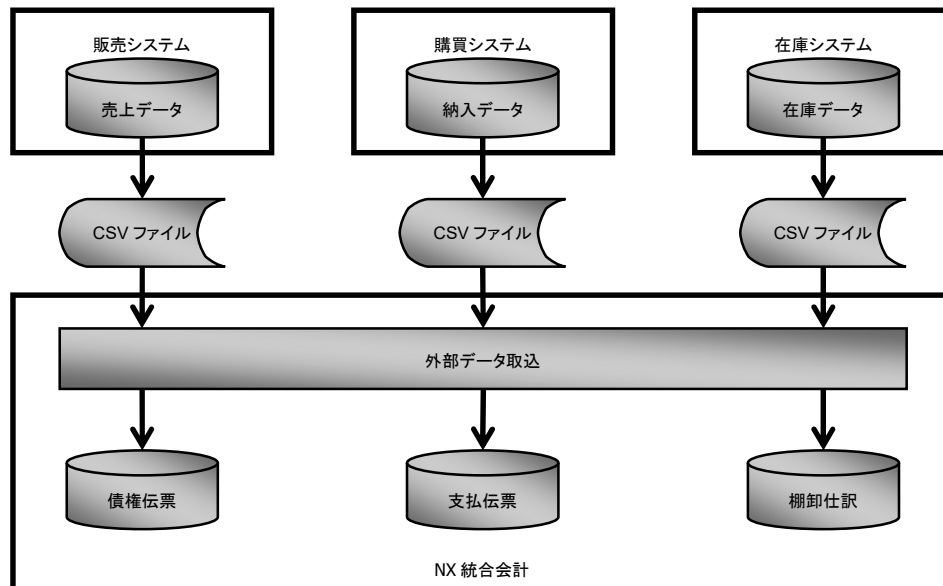 販売システム
購買システム
在庫システム
売上データ
納入データ
在庫データ
CSV ファイル
CSV ファイル
CSV ファイル
外部データ取込
債権伝票
支払伝票
棚卸仕訳
NX 統合会計